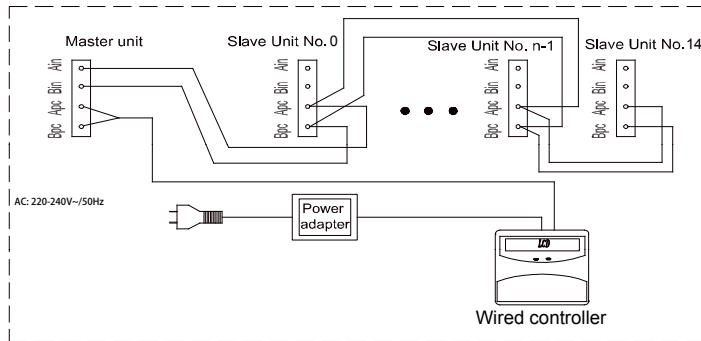 Master unit
Slave Unit No. 0
Slave Unit No. n-1
Slave Unit No.14
Ain
Bin
Apc
Bpc
Ain
Bin
Apc
Bpc
Ain
Bin
Apc
Bpc
Ain
Bin
Apc
Bpc
AC: 220-240V~/50Hz
Power
adapter
LCD
Wired controller